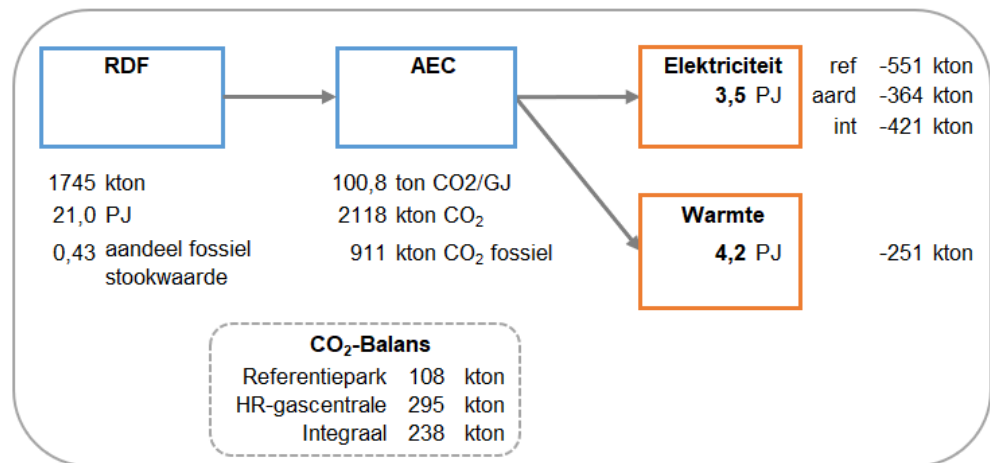 RDF
1745 kton
21,0 PJ
0,43 aandeel fossiel
stookwaarde
AEC
100,8 ton CO2/GJ
2118 kton CO₂
911 kton CO₂ fossiel
Elektriciteit
3,5 PJ
ref -551 kton
aard -364 kton
int -421 kton
Warmte
4,2 PJ
-251 kton
CO₂-Balans
Referentiepark 108 kton
HR-gascentrale 295 kton
Integraal 238 kton